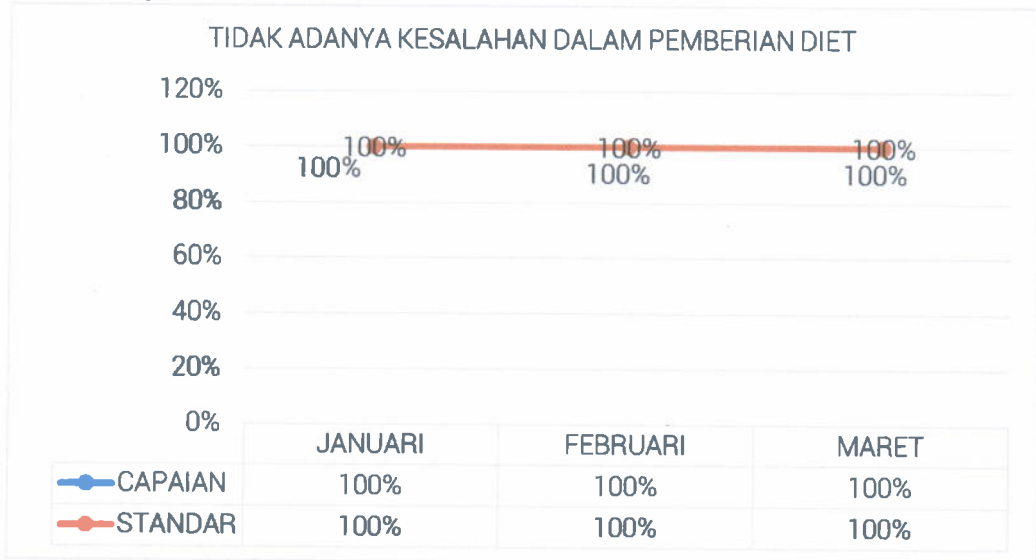 TIDAK ADANYA KESALAHAN DALAM PEMBERIAN DIET
120%
100%
100% 100% 100%
100% 100% 100%
80%
60%
40%
20%
0%
JANUARI FEBRUARI MARET
CAPAIAN 100% 100% 100%
STANDAR 100% 100% 100%